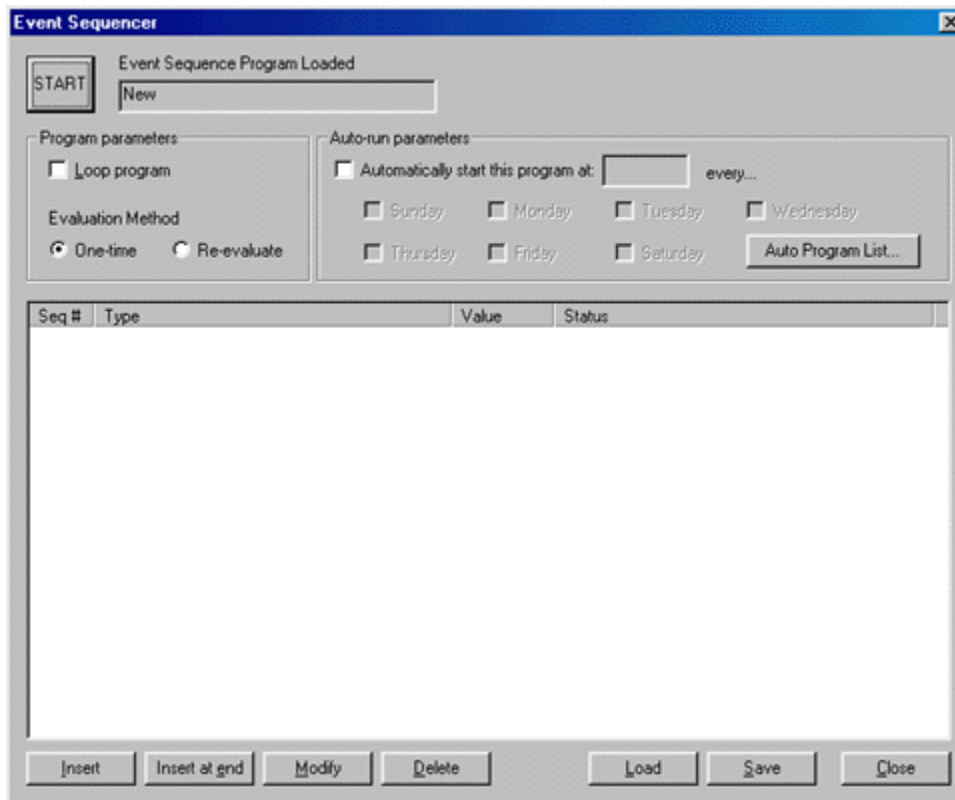 Event Sequencer
START
Event Sequence Program Loaded
New
Program parameters
Loop program
Evaluation Method
One-time Re-evaluate
Auto-run parameters
Automatically start this program at: every...
Sunday Monday Tuesday Wednesday
Thursday Friday Saturday Auto Program List...
Seq # Type Value Status
Insert Insert at end Modify Delete Load Save Close